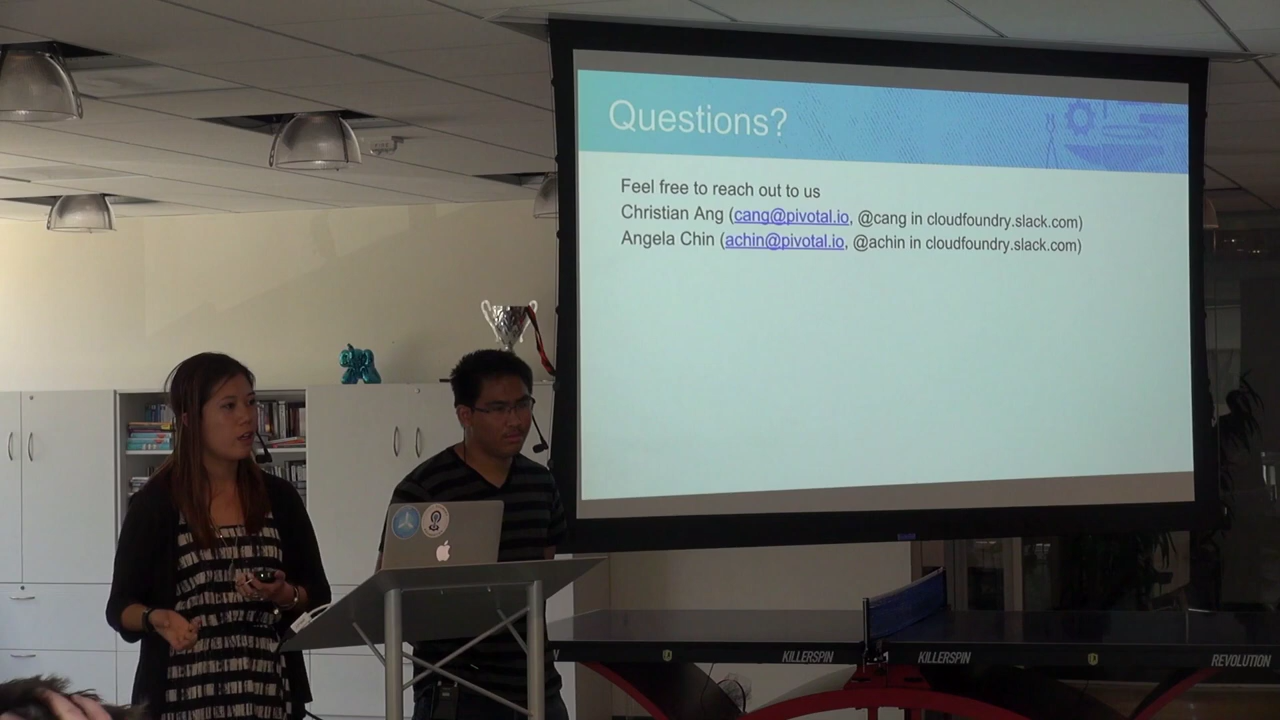 Questions?
Feel free to reach out to us
Christian Ang (cang@pivotal.io, @cang in cloudfoundry.slack.com)
Angela Chin (achin@pivotal.io, @achin in cloudfoundry.slack.com)
KILLERSPIN
KILLERSPIN
REVOLUTION